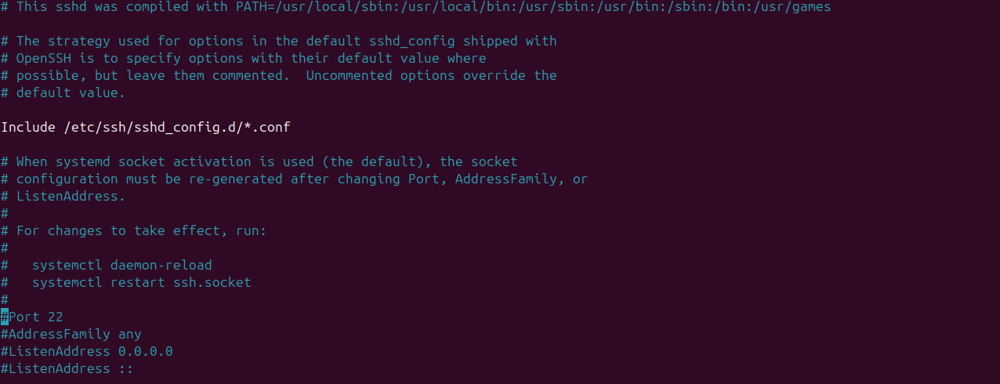 # This sshd was compiled with PATH=/usr/local/sbin:/usr/local/bin:/usr/sbin:/usr/bin:/sbin:/bin:/usr/games
# The strategy used for options in the default sshd_config shipped with
# OpenSSH is to specify options with their default value where
# possible, but leave them commented.  Uncommented options override the
# default value.
Include /etc/ssh/sshd_config.d/*.conf
# When systemd socket activation is used (the default), the socket
# configuration must be re-generated after changing Port, AddressFamily, or
# ListenAddress.
#
# For changes to take effect, run:
#
#   systemctl daemon-reload
#   systemctl restart ssh.socket
#
#Port 22
#AddressFamily any
#ListenAddress 0.0.0.0
#ListenAddress ::